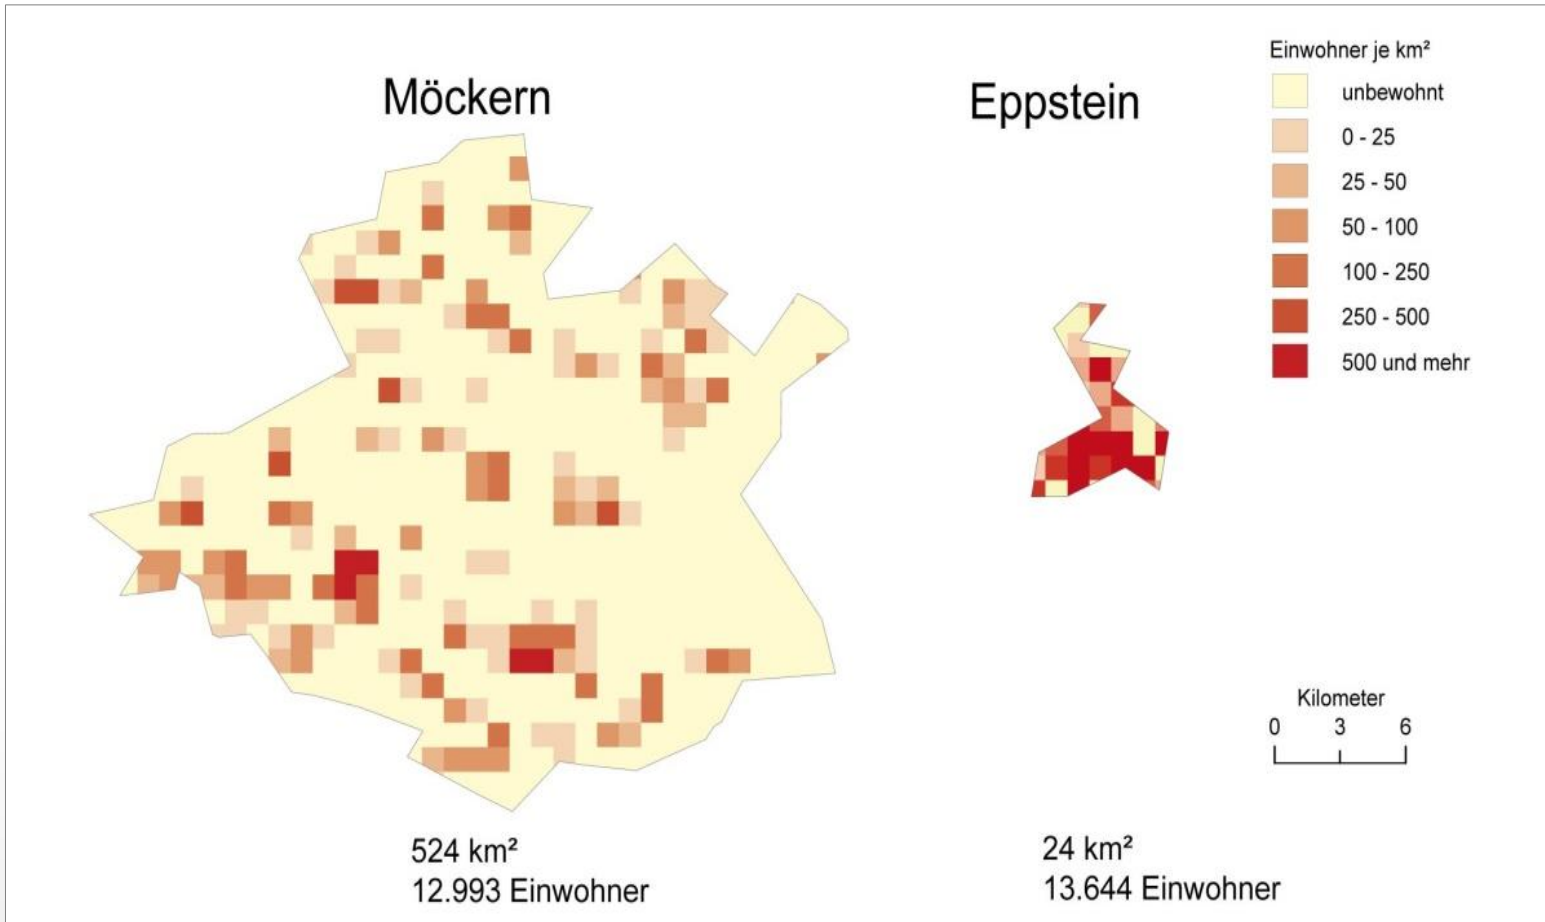 Möckern
Eppstein
Einwohner je km²
unbewohnt
0 - 25
25 - 50
50 - 100
100 - 250
250 - 500
500 und mehr
Kilometer
0 3 6
524 km²
12.993 Einwohner
24 km²
13.644 Einwohner